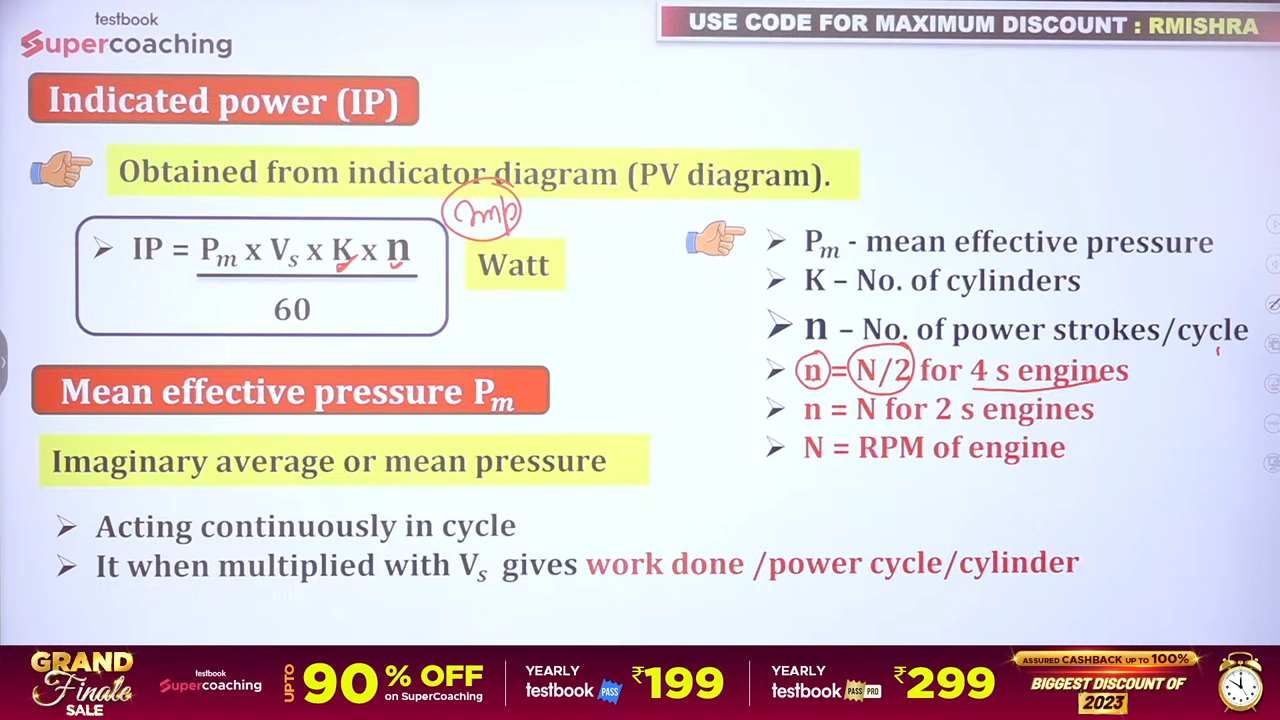 testbook
Supercoaching
USE CODE FOR MAXIMUM DISCOUNT : RMISHRA
Indicated power (IP)
Obtained from indicator diagram (PV diagram).
Imp
➢ IP = Pₘ x Vₛ x K x n
60
Watt
➢ Pₘ - mean effective pressure
➢ K – No. of cylinders
➢ n – No. of power strokes/cycle
➢ n = N/2 for 4 s engines
➢ n = N for 2 s engines
➢ N = RPM of engine
Mean effective pressure Pₘ
Imaginary average or mean pressure
➢ Acting continuously in cycle
➢ It when multiplied with Vₛ gives work done /power cycle/cylinder
GRAND
Finale
SALE
testbook
Supercoaching
UPTO 90% OFF
on SuperCoaching
YEARLY
testbook PASS
₹199
YEARLY
testbook PASS PRO
₹299
ASSURED CASHBACK UP TO 100%
BIGGEST DISCOUNT OF
2023